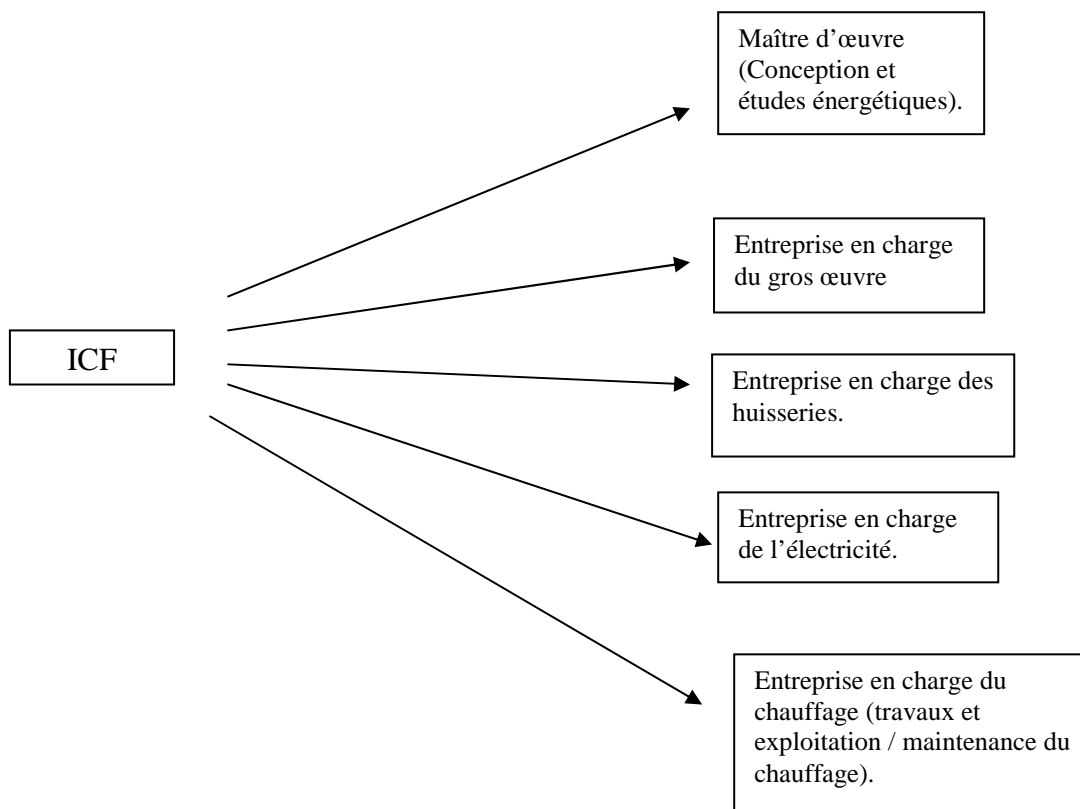 Maître d’œuvre
(Conception et
études énergétiques).
Entreprise en charge
du gros œuvre
ICF
Entreprise en charge des
huisseries.
Entreprise en charge
de l’électricité.
Entreprise en charge du
chauffage (travaux et
exploitation / maintenance du
chauffage).